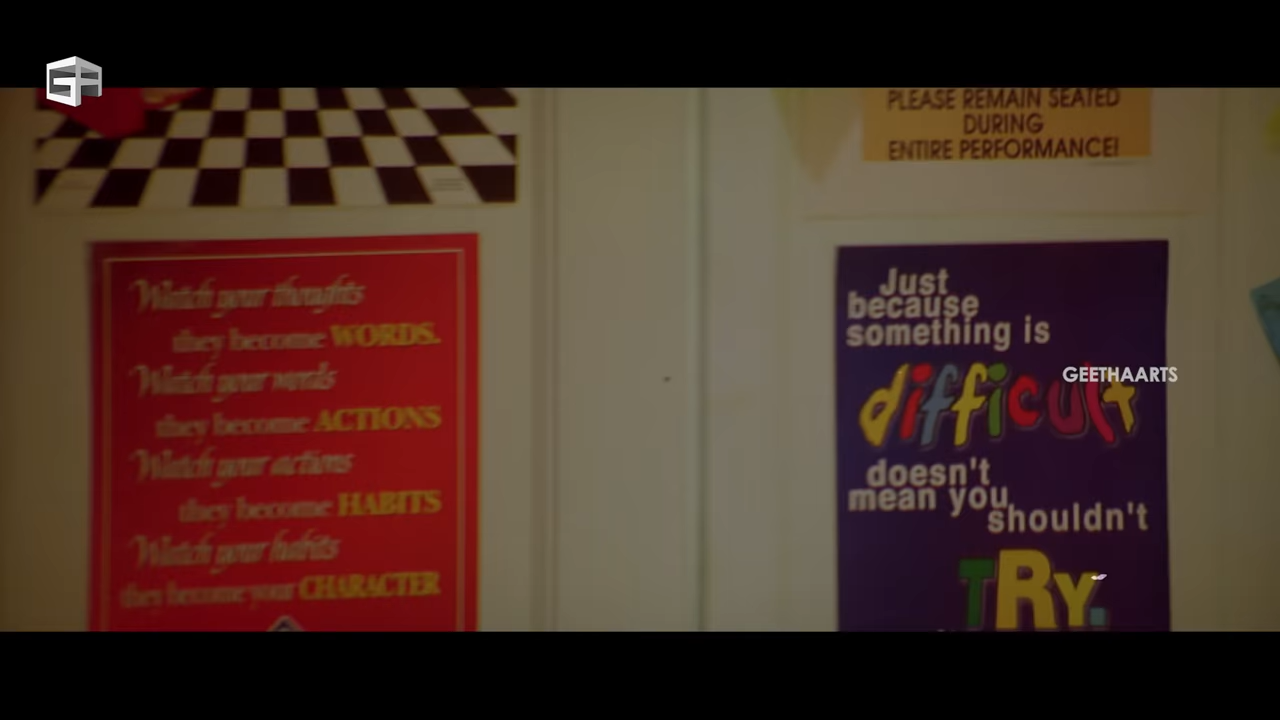 PLEASE REMAIN SEATED
DURING
ENTIRE PERFORMANCE!
Watch your thoughts
they become WORDS.
Watch your words
they become ACTIONS
Watch your actions
they become HABITS
Watch your habits
they become your CHARACTER
Just
because
something is
difficult
doesn't
mean you
shouldn't
TRY.
GEETHAARTS